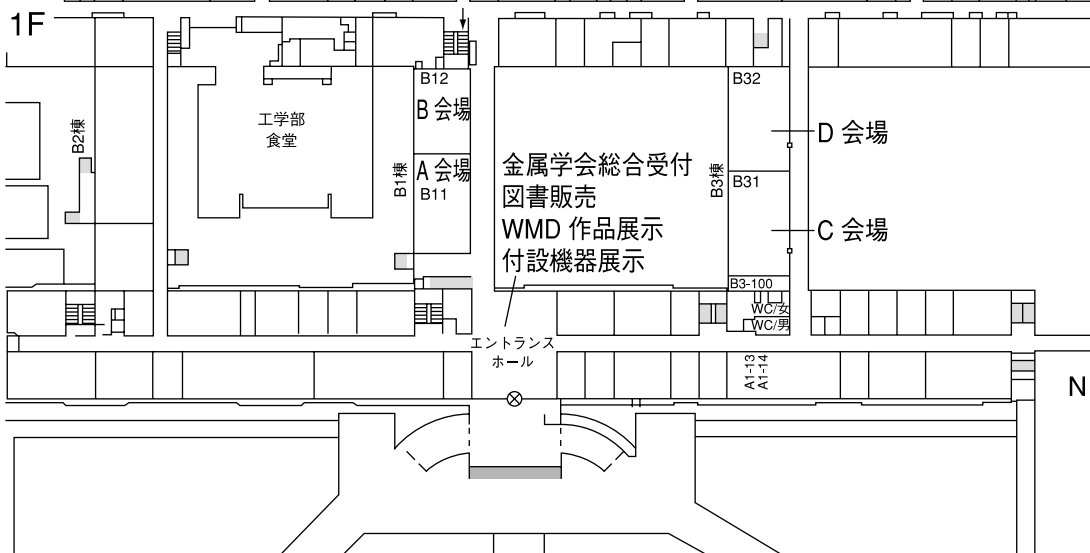 1F
B2棟
工学部
食堂
B1棟
B12
B 会場
A 会場
B11
金属学会総合受付
図書販売
WMD 作品展示
付設機器展示
エントランス
ホール
B3棟
B32
D 会場
B31
C 会場
B3-100
WC/女
WC/男
A1-13
A1-14
N